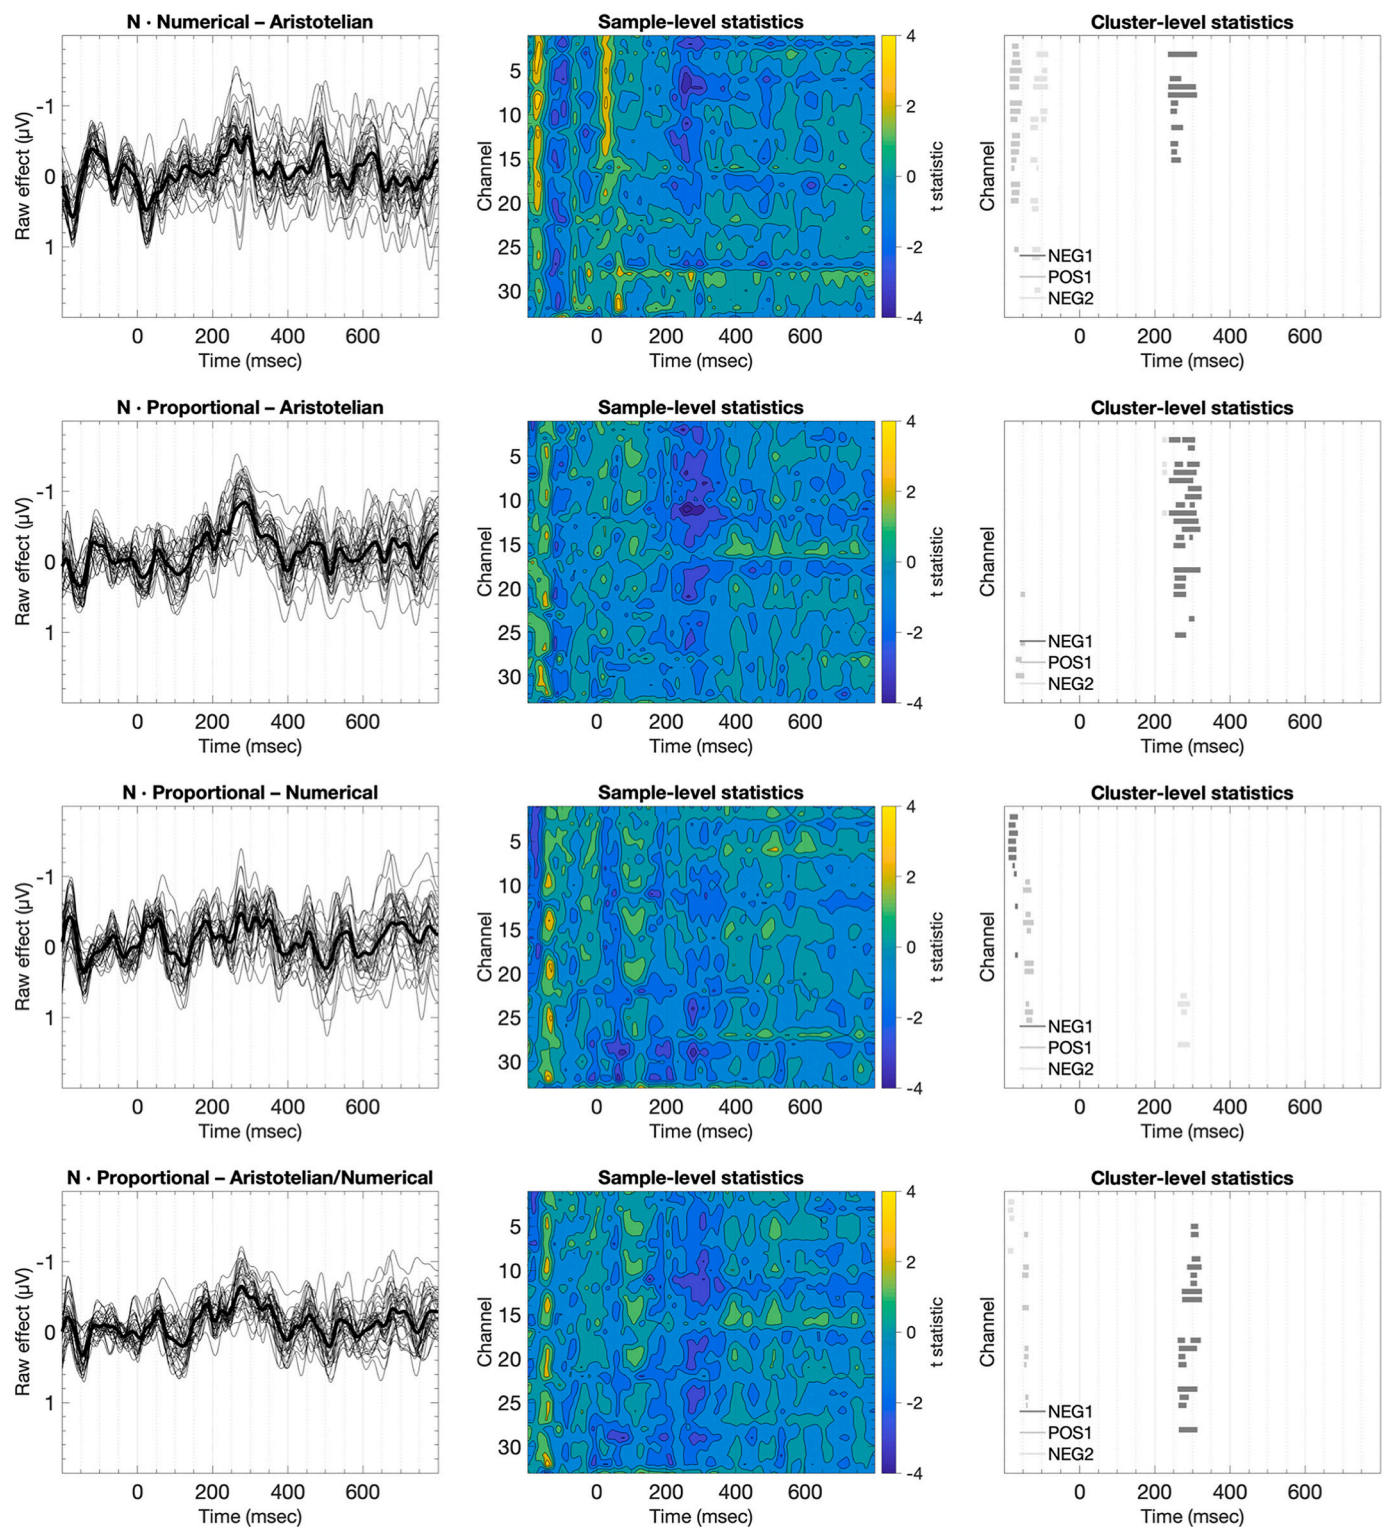 N · Numerical – Aristotelian
Sample-level statistics
Cluster-level statistics
Raw effect (µV)
-1
0
1
0 200 400 600
Time (msec)
Channel
5
10
15
20
25
30
0 200 400 600
Time (msec)
4
2
0
-2
-4
t statistic
Channel
NEG1
POS1
NEG2
0 200 400 600
Time (msec)
N · Proportional – Aristotelian
Sample-level statistics
Cluster-level statistics
Raw effect (µV)
-1
0
1
0 200 400 600
Time (msec)
Channel
5
10
15
20
25
30
0 200 400 600
Time (msec)
4
2
0
-2
-4
t statistic
Channel
NEG1
POS1
NEG2
0 200 400 600
Time (msec)
N · Proportional – Numerical
Sample-level statistics
Cluster-level statistics
Raw effect (µV)
-1
0
1
0 200 400 600
Time (msec)
Channel
5
10
15
20
25
30
0 200 400 600
Time (msec)
4
2
0
-2
-4
t statistic
Channel
NEG1
POS1
NEG2
0 200 400 600
Time (msec)
N · Proportional – Aristotelian/Numerical
Sample-level statistics
Cluster-level statistics
Raw effect (µV)
-1
0
1
0 200 400 600
Time (msec)
Channel
5
10
15
20
25
30
0 200 400 600
Time (msec)
4
2
0
-2
-4
t statistic
Channel
NEG1
POS1
NEG2
0 200 400 600
Time (msec)